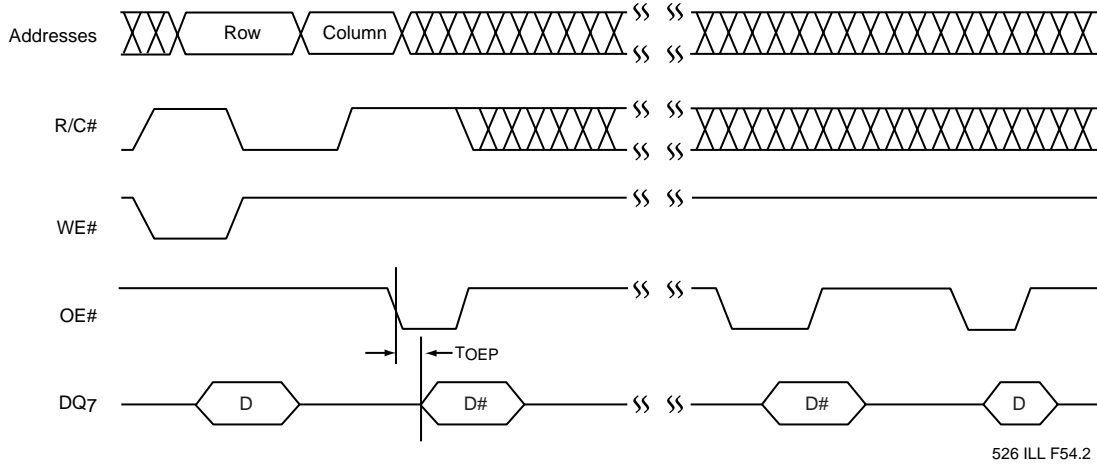 Addresses
Row
Column
R/C#
WE#
OE#
TOEP
DQ7
D
D#
D#
D
526 ILL F54.2